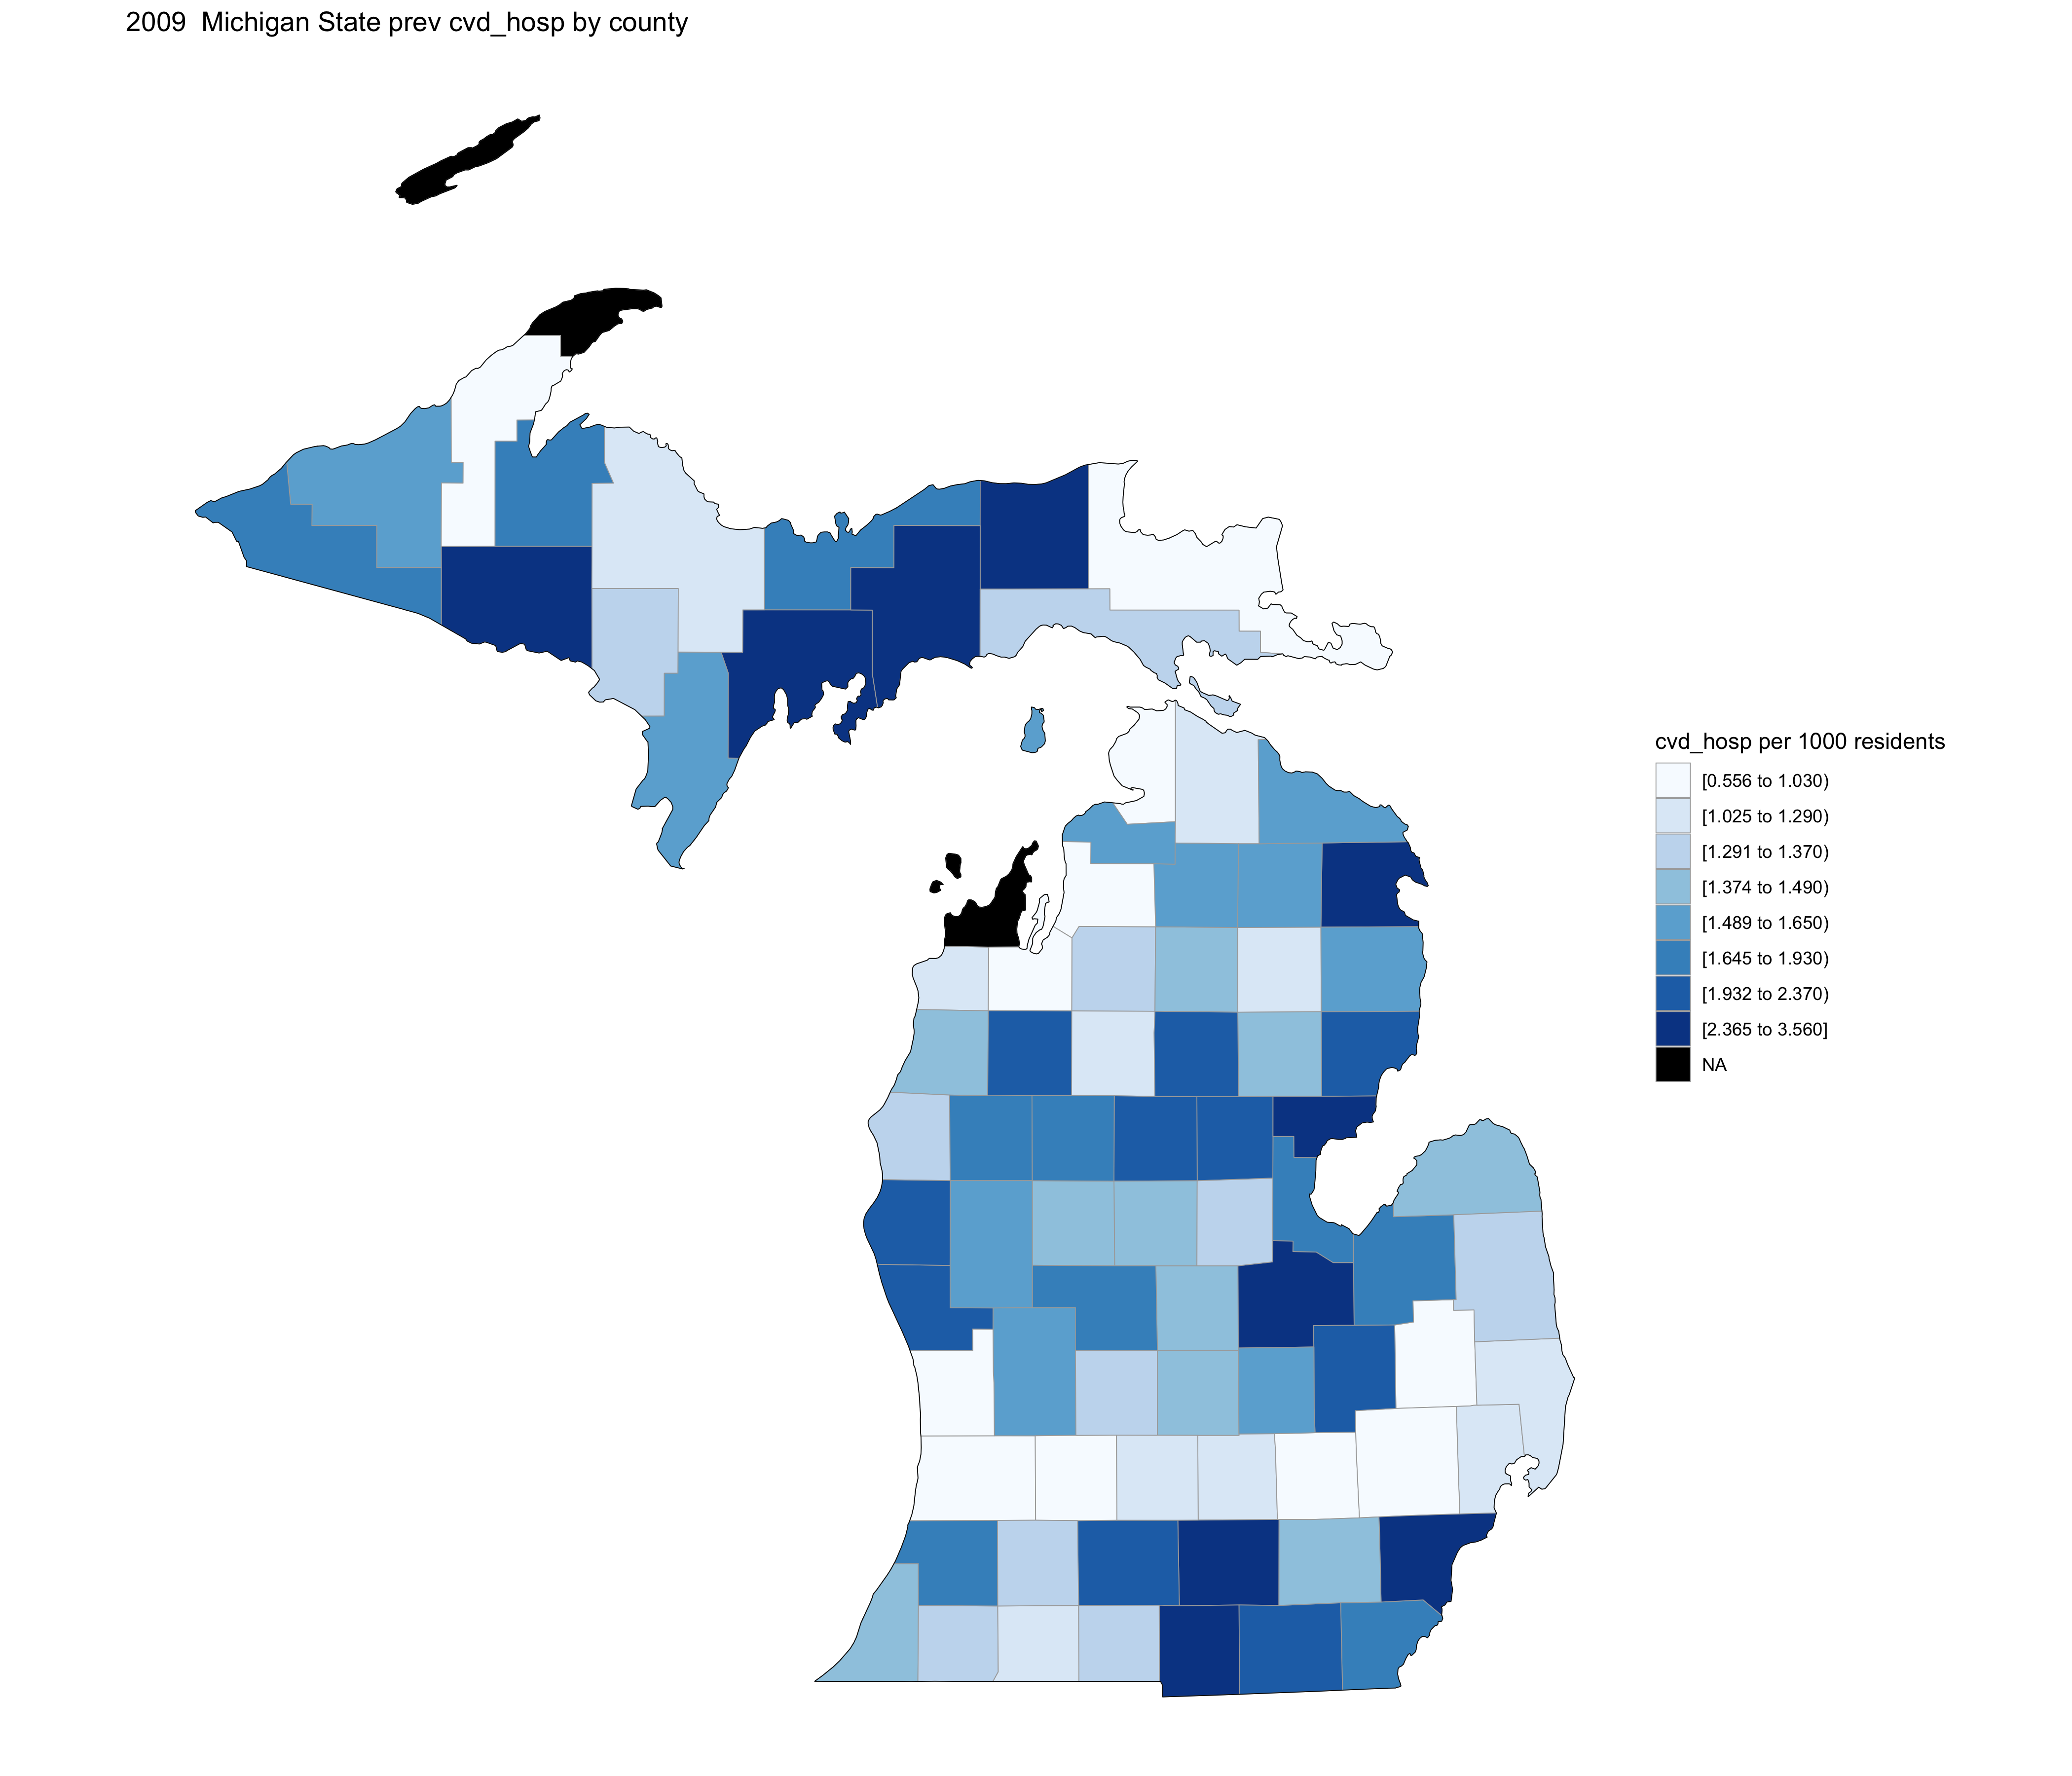 2009  Michigan State prev cvd_hosp by county
cvd_hosp per 1000 residents
[0.556 to 1.030)
[1.025 to 1.290)
[1.291 to 1.370)
[1.374 to 1.490)
[1.489 to 1.650)
[1.645 to 1.930)
[1.932 to 2.370)
[2.365 to 3.560]
NA